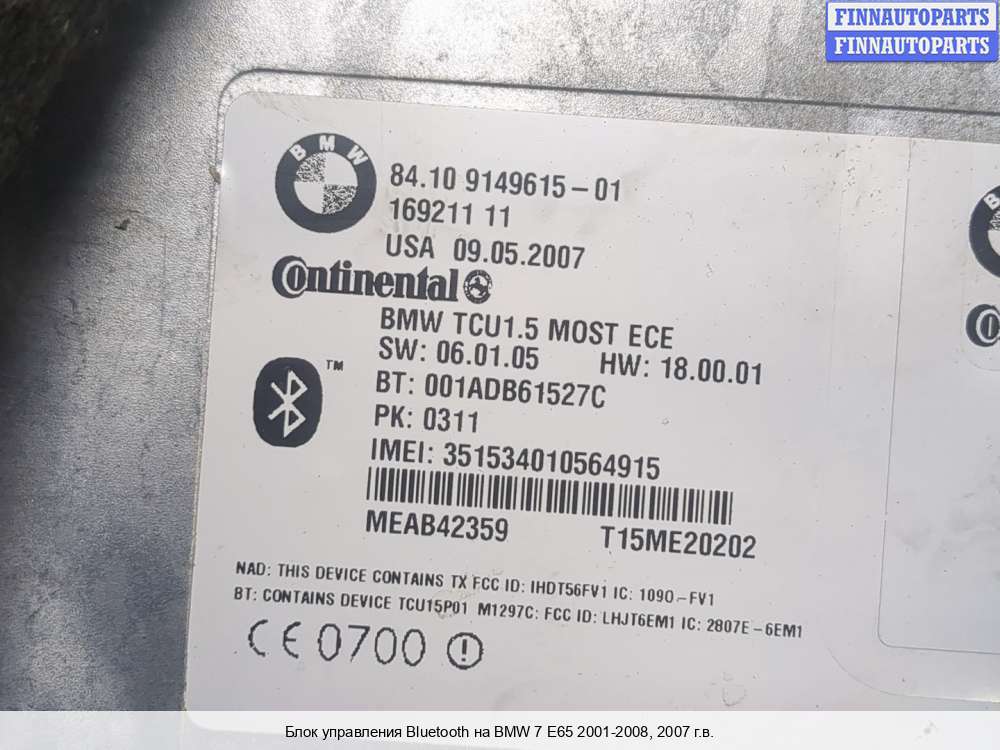 FINNAUTOPARTS
FINNAUTOPARTS
BMW
84.10 9149615-01
169211 11
USA 09.05.2007
Continental
BMW TCU1.5 MOST ECE
SW: 06.01.05 HW: 18.00.01
™
BT: 001ADB61527C
PK: 0311
IMEI: 351534010564915
MEAB42359 T15ME20202
NAD: THIS DEVICE CONTAINS TX FCC ID: IHDT56FV1 IC: 1090-FV1
BT: CONTAINS DEVICE TCU15P01 M1297C: FCC ID: LHJT6EM1 IC: 2807E-6EM1
CE 0700 !
Блок управления Bluetooth на BMW 7 E65 2001-2008, 2007 г.в.